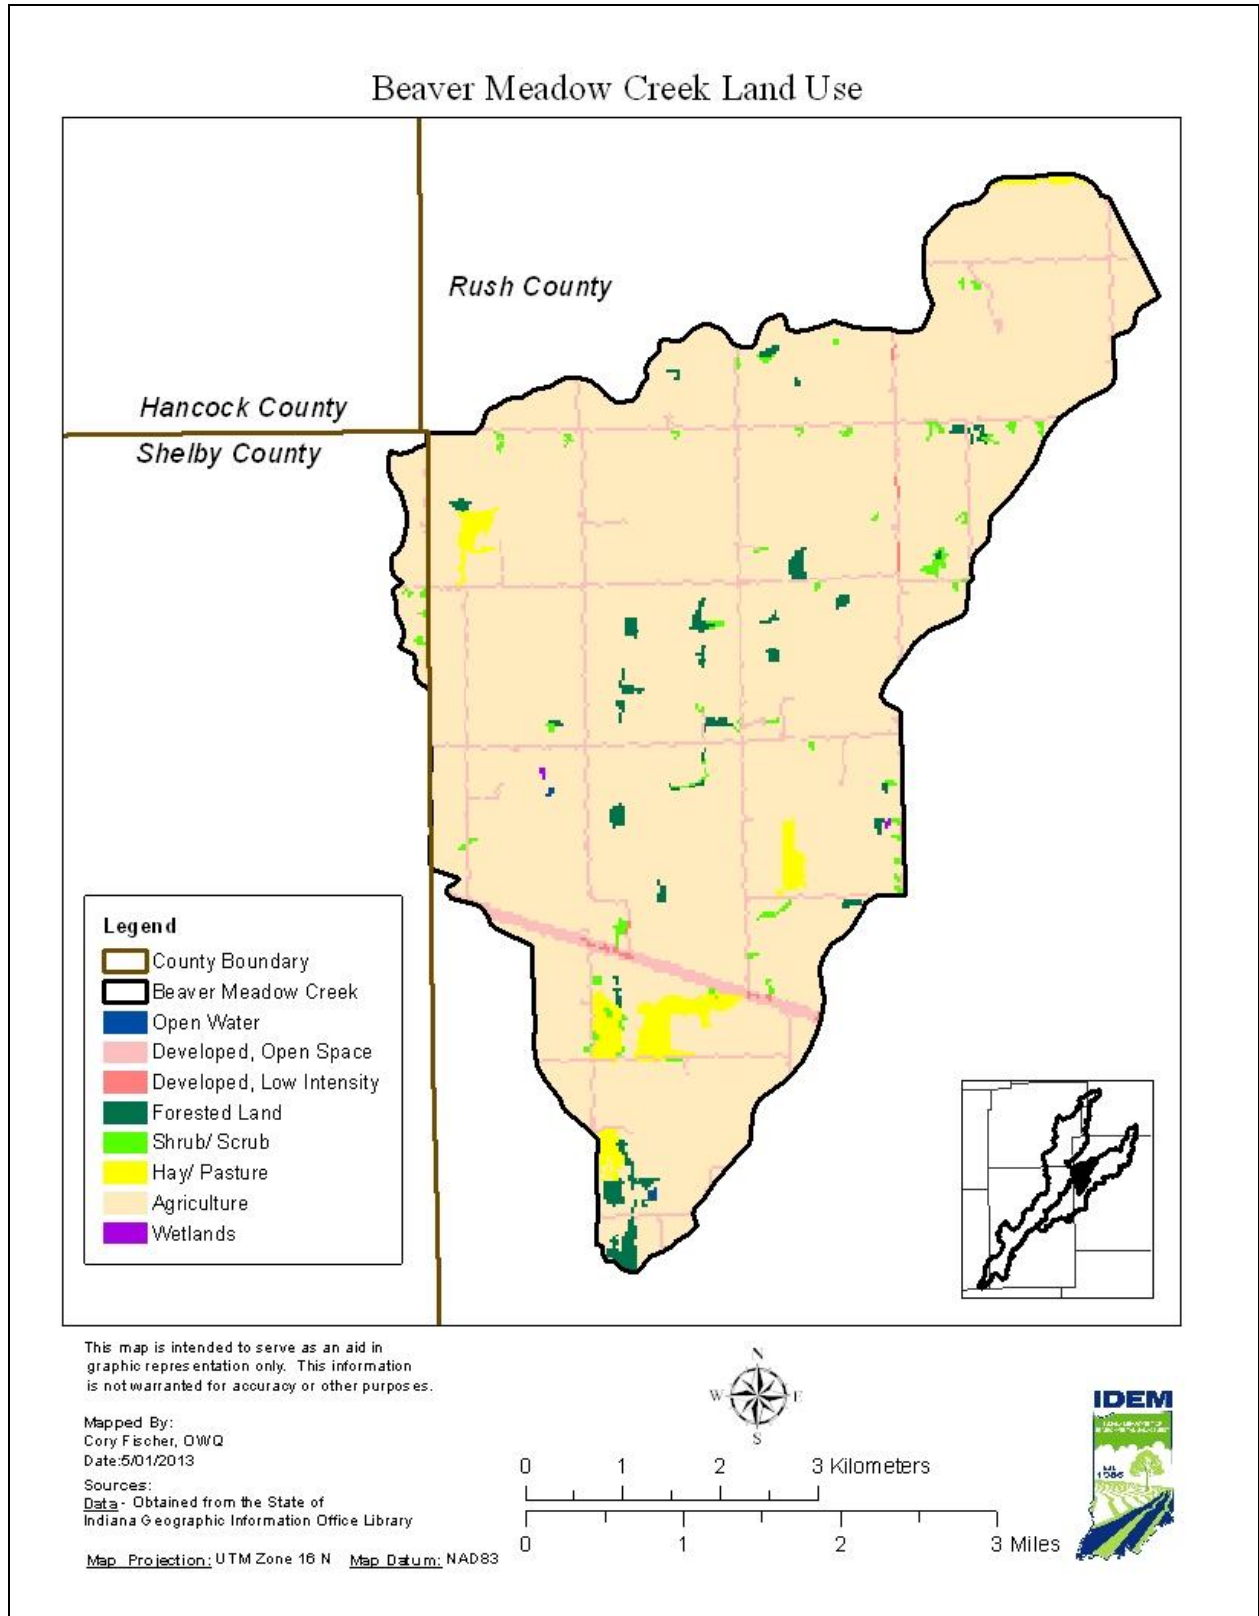 Beaver Meadow Creek Land Use
Rush County
Hancock County
Shelby County
Legend
County Boundary
Beaver Meadow Creek
Open Water
Developed, Open Space
Developed, Low Intensity
Forested Land
Shrub/ Scrub
Hay/ Pasture
Agriculture
Wetlands
This map is intended to serve as an aid in
graphic representation only. This information
is not warranted for accuracy or other purposes.
Mapped By:
Cory Fischer, OWQ
Date:5/01/2013
Sources:
Data - Obtained from the State of
Indiana Geographic Information Office Library
Map Projection: UTM Zone 16 N Map Datum: NAD83
N
W E
S
0 1 2 3 Kilometers
0 1 2 3 Miles
IDEM
1986